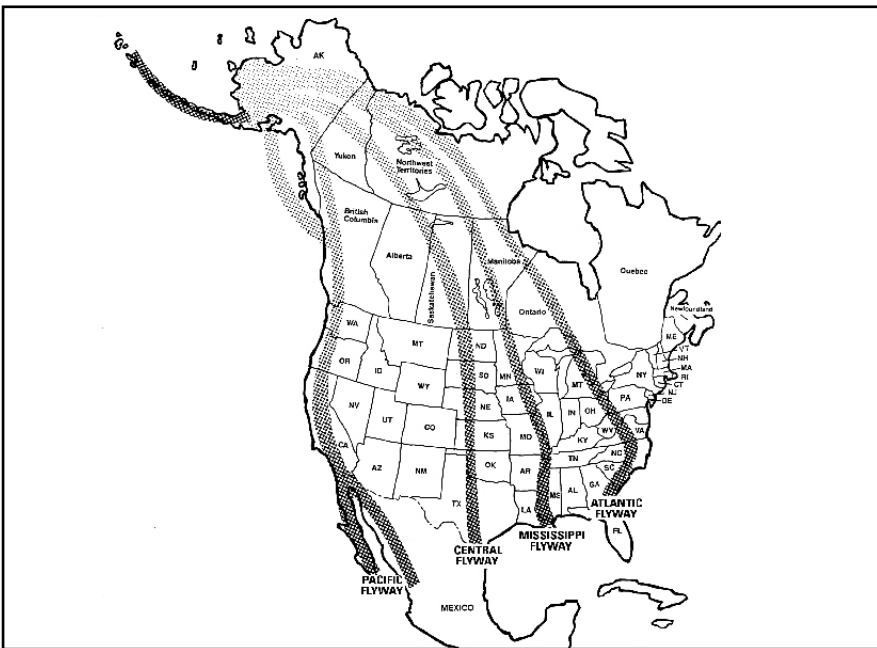 AK
Yukon
Northwest
Territories
British
Columbia
Alberta
Saskatchewan
Manitoba
Ontario
Quebec
Newfoundland
WA
MT
ND
ME
VT
NH
MA
RI
CT
NJ
DE
OR
ID
WY
SD
MN
WI
MT
NY
PA
NV
UT
CO
NE
IA
IL
IN
OH
WY
VA
CA
KS
MO
KY
NC
AZ
NM
OK
AR
TN
SC
TX
LA
MS
AL
GA
FL
ATLANTIC
FLYWAY
MISSISSIPPI
FLYWAY
CENTRAL
FLYWAY
PACIFIC
FLYWAY
MEXICO